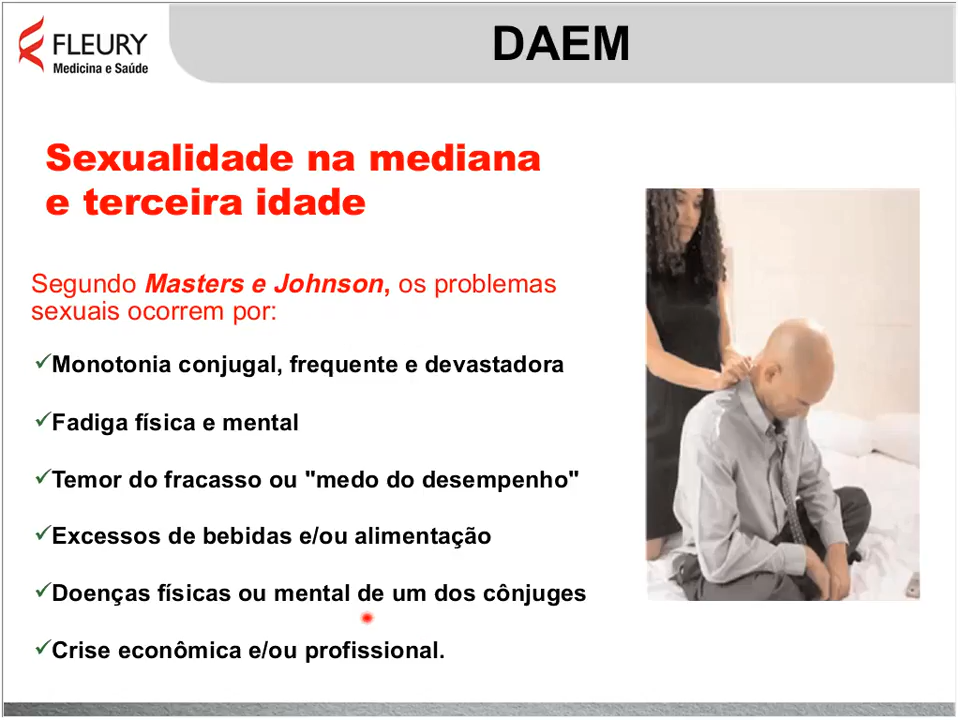 FLEURY
Medicina e Saúde
DAEM
Sexualidade na mediana
e terceira idade
Segundo Masters e Johnson, os problemas
sexuais ocorrem por:
✓Monotonia conjugal, frequente e devastadora
✓Fadiga física e mental
✓Temor do fracasso ou "medo do desempenho"
✓Excessos de bebidas e/ou alimentação
✓Doenças físicas ou mental de um dos cônjuges
✓Crise econômica e/ou profissional.